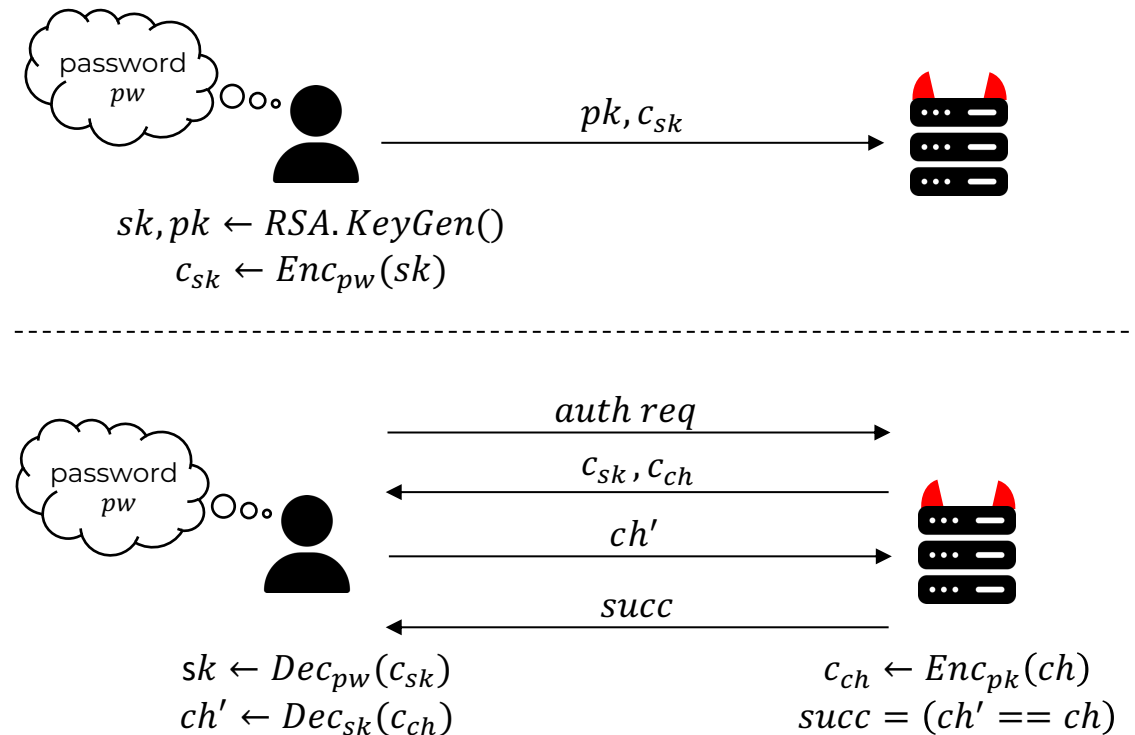 password
pw
pk, c_sk
sk, pk ← RSA. KeyGen()
c_sk ← Enc_pw(sk)
auth req
c_sk, c_ch
password
pw
ch′
succ
sk ← Dec_pw(c_sk)
ch′ ← Dec_sk(c_ch)
c_ch ← Enc_pk(ch)
succ = (ch′ == ch)